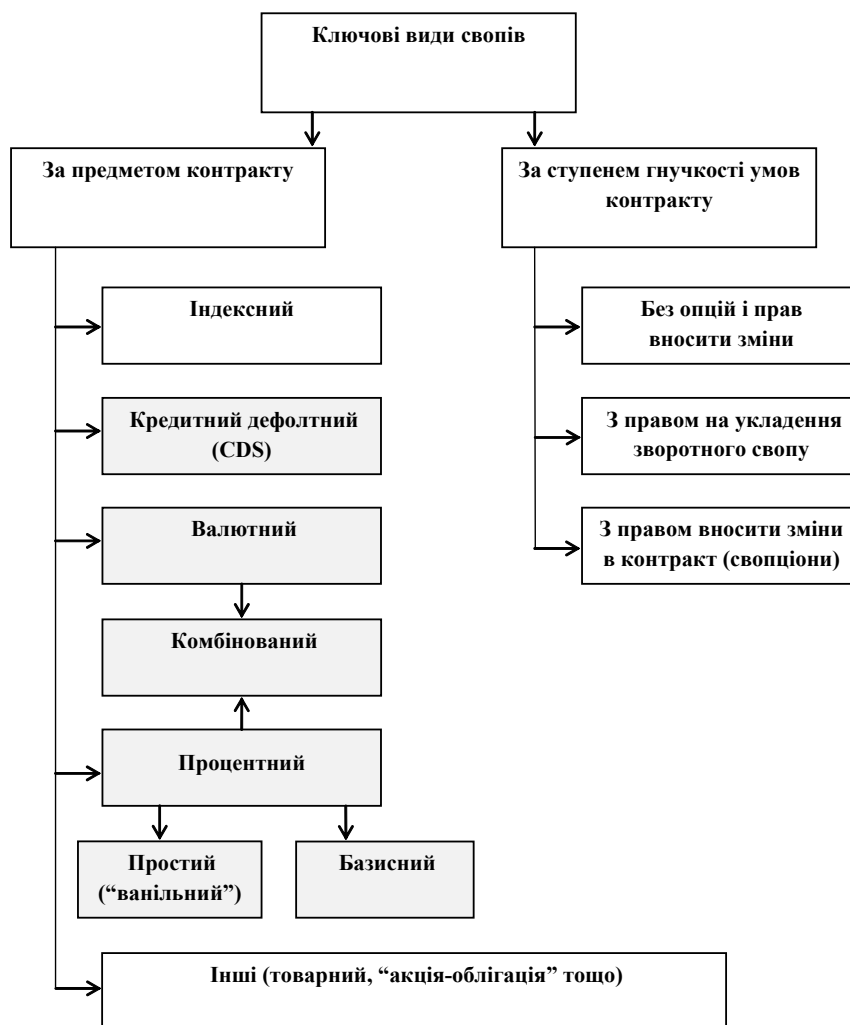 Ключові види свопів
За предметом контракту
За ступенем гнучкості умов
контракту
Індексний
Кредитний дефолтний
(CDS)
Валютний
Комбінований
Процентний
Простий
(“ванільний”)
Базисний
Інші (товарний, “акція-облігація” тощо)
Без опцій і прав
вносити зміни
З правом на укладення
зворотного свопу
З правом вносити зміни
в контракт (свопціони)